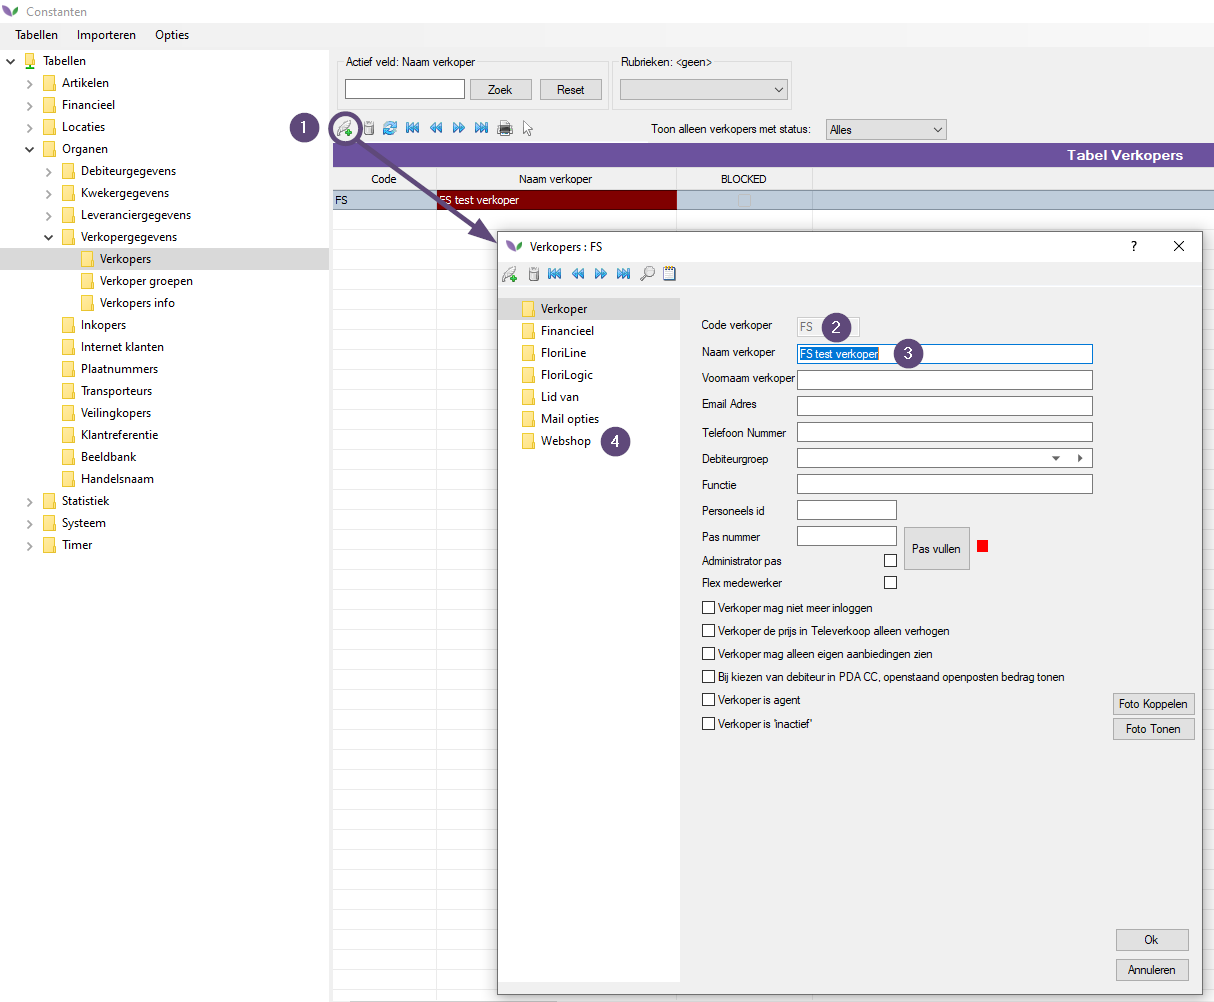 Constanten
Tabellen Importeren Opties
Tabellen
Artikelen
Financieel
Locaties
Organen
Debiteurgegevens
Kwekergegevens
Leveranciergegevens
Verkopergegevens
Verkopers
Verkoper groepen
Verkopers info
Inkopers
Internet klanten
Plaatnummers
Transporteurs
Veilingkopers
Klantreferentie
Beeldbank
Handelsnaam
Statistiek
Systeem
Timer
Actief veld: Naam verkoper
Zoek Reset
Rubrieken: <geen>
1
Toon alleen verkopers met status: Alles
Tabel Verkopers
Code Naam verkoper BLOCKED
FS FS test verkoper
Verkopers : FS ?
Verkoper
Financieel
FloriLine
FloriLogic
Lid van
Mail opties
Webshop 4
Code verkoper FS 2
Naam verkoper FS test verkoper 3
Voornaam verkoper
Email Adres
Telefoon Nummer
Debiteurgroep
Functie
Personeels id
Pas nummer
Pas vullen
Administrator pas
Flex medewerker
Verkoper mag niet meer inloggen
Verkoper de prijs in Televerkoop alleen verhogen
Verkoper mag alleen eigen aanbiedingen zien
Bij kiezen van debiteur in PDA CC, openstaand openposten bedrag tonen
Verkoper is agent
Verkoper is 'inactief'
Foto Koppelen
Foto Tonen
Ok
Annuleren